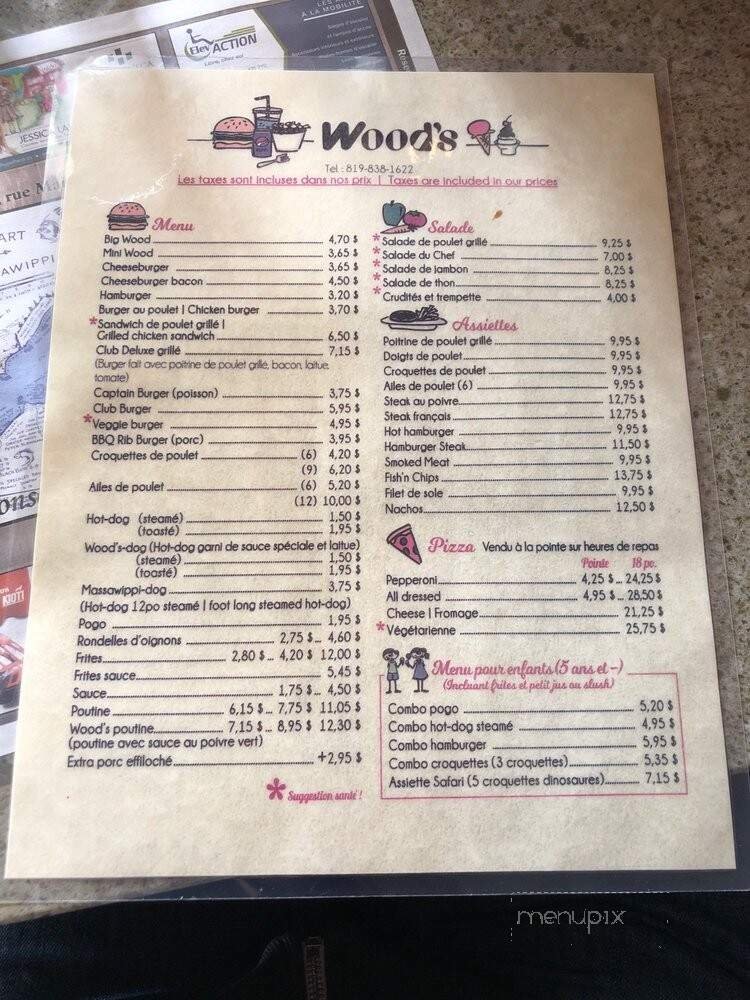 LES
À LA MOBILITÉ
Sièges d'escalier
ElevACTION
JESSICA LA
rue Ma
ART
AWIPPI
ons
KIOTI
Wood's
Tel : 819-838-1622
Les taxes sont incluses dans nos prix | Taxes are included in our prices
Menu
Big Wood 4,70 $
Mini Wood 3,65 $
Cheeseburger 3,65 $
Cheeseburger bacon 4,50 $
Hamburger 3,20 $
Burger au poulet | Chicken burger 3,70 $
*Sandwich de poulet grillé |
Grilled chicken sandwich 6,50 $
Club Deluxe grillé 7,15 $
(Burger fait avec poitrine de poulet grillé, bacon, laitue,
tomate)
Captain Burger (poisson) 3,75 $
Club Burger 5,95 $
*Veggie burger 4,95 $
BBQ Rib Burger (porc) 3,95 $
Croquettes de poulet (6) 4,20 $
(9) 6,20 $
Ailes de poulet (6) 5,20 $
(12) 10,00 $
Hot-dog (steamé) 1,50 $
(toasté) 1,95 $
Wood's-dog (Hot-dog garni de sauce spéciale et laitue)
(steamé) 1,50 $
(toasté) 1,95 $
Massawippi-dog 3,75 $
(Hot-dog 12po steamé | foot long steamed hot-dog)
Pogo 1,95 $
Rondelles d'oignons 2,75 $... 4,60 $
Frites 2,80 $... 4,20 $ 12,00 $
Frites sauce 5,45 $
Sauce 1,75 $... 4,50 $
Poutine 6,15 $... 7,75 $ 11,05 $
Wood's poutine 7,15 $... 8,95 $ 12,30 $
(poutine avec sauce au poivre vert)
Extra porc effiloché +2,95 $
* Suggestion santé !
Salade
*Salade de poulet grillé 9,25 $
*Salade du Chef 7,00 $
*Salade de jambon 8,25 $
*Salade de thon 8,25 $
*Crudités et trempette 4,00 $
Assiettes
Poitrine de poulet grillé 9,95 $
Doigts de poulet 9,95 $
Croquettes de poulet 9,95 $
Ailes de poulet (6) 9,95 $
Steak au poivre 12,75 $
Steak français 12,75 $
Hot hamburger 9,95 $
Hamburger Steak 11,50 $
Smoked Meat 9,95 $
Fish'n Chips 13,75 $
Filet de sole 9,95 $
Nachos 12,50 $
Pizza Vendu à la pointe sur heures de repas
Pointe 18 po.
Pepperoni 4,25 $... 24,25 $
All dressed 4,95 $... 28,50 $
Cheese | Fromage 21,25 $
*Végétarienne 25,75 $
Menu pour enfants (5 ans et -)
(Incluant frites et petit jus ou slush)
Combo pogo 5,20 $
Combo hot-dog steamé 4,95 $
Combo hamburger 5,95 $
Combo croquettes (3 croquettes) 5,35 $
Assiette Safari (5 croquettes dinosaures) 7,15 $
menupix